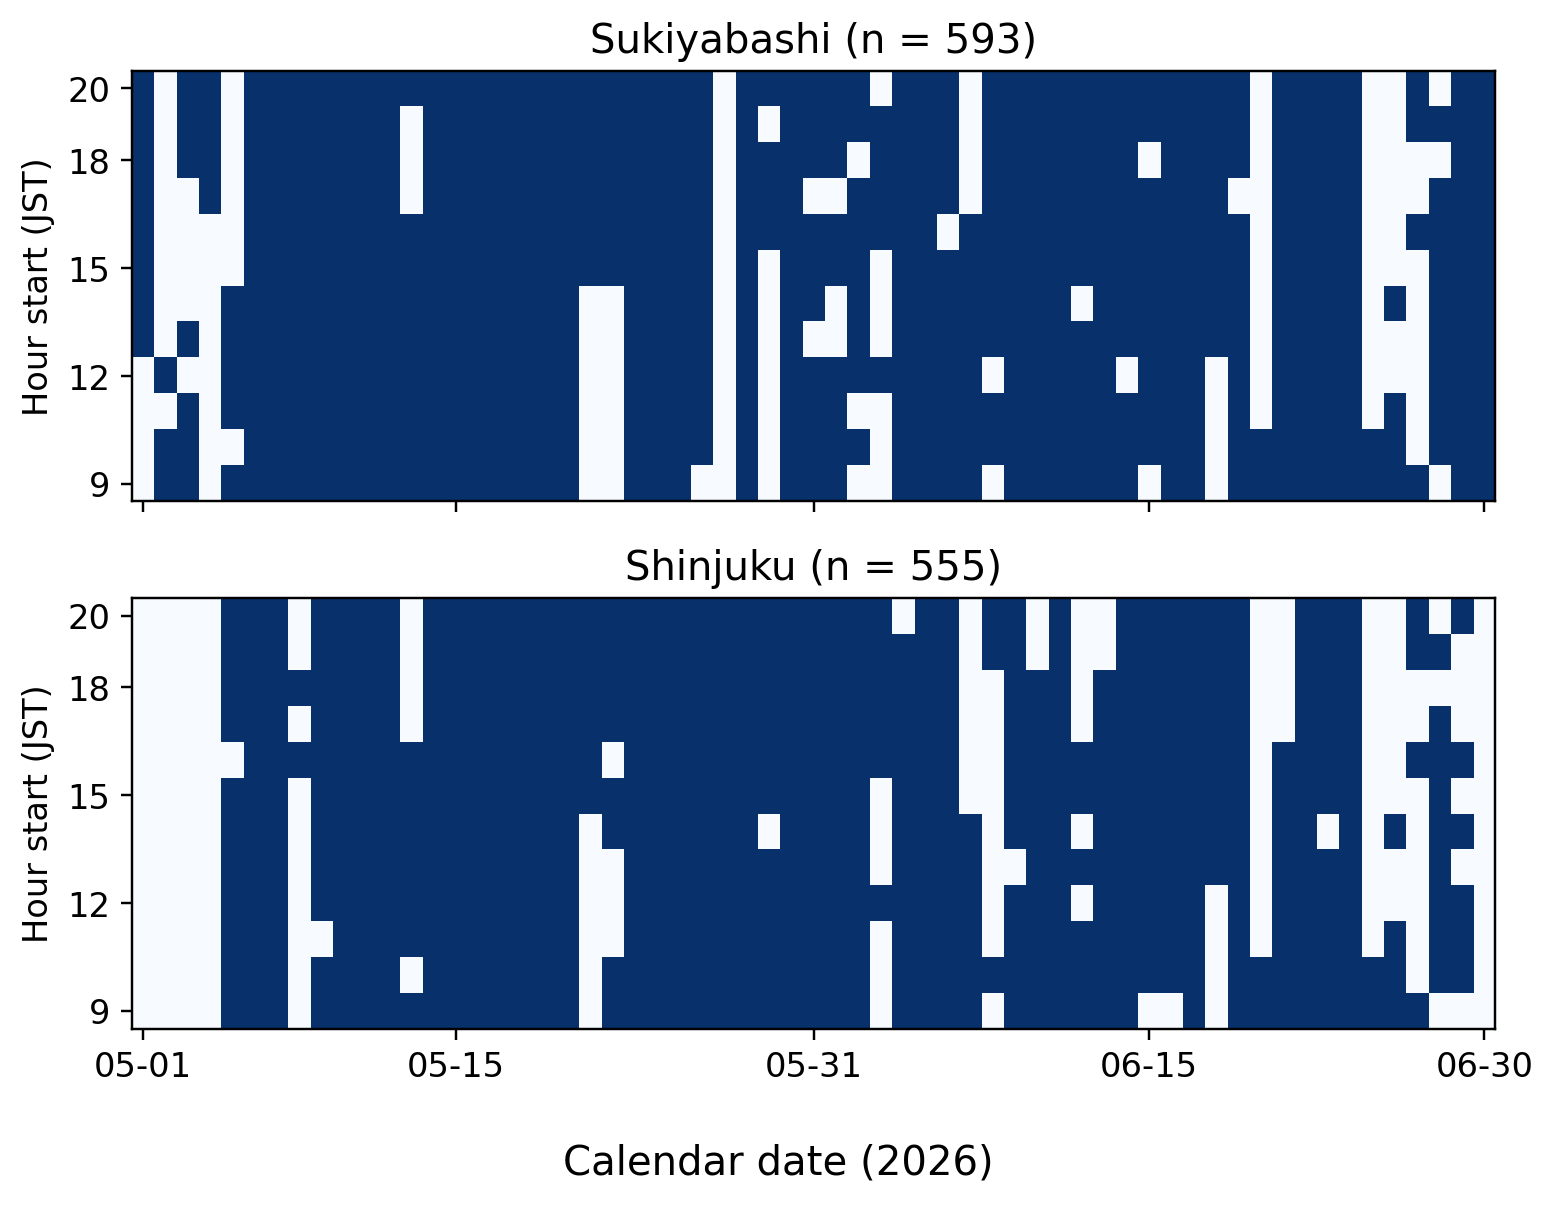 Sukiyabashi (n = 593)
Hour start (JST)
20
18
15
12
9
Shinjuku (n = 555)
Hour start (JST)
20
18
15
12
9
05-01 05-15 05-31 06-15 06-30
Calendar date (2026)